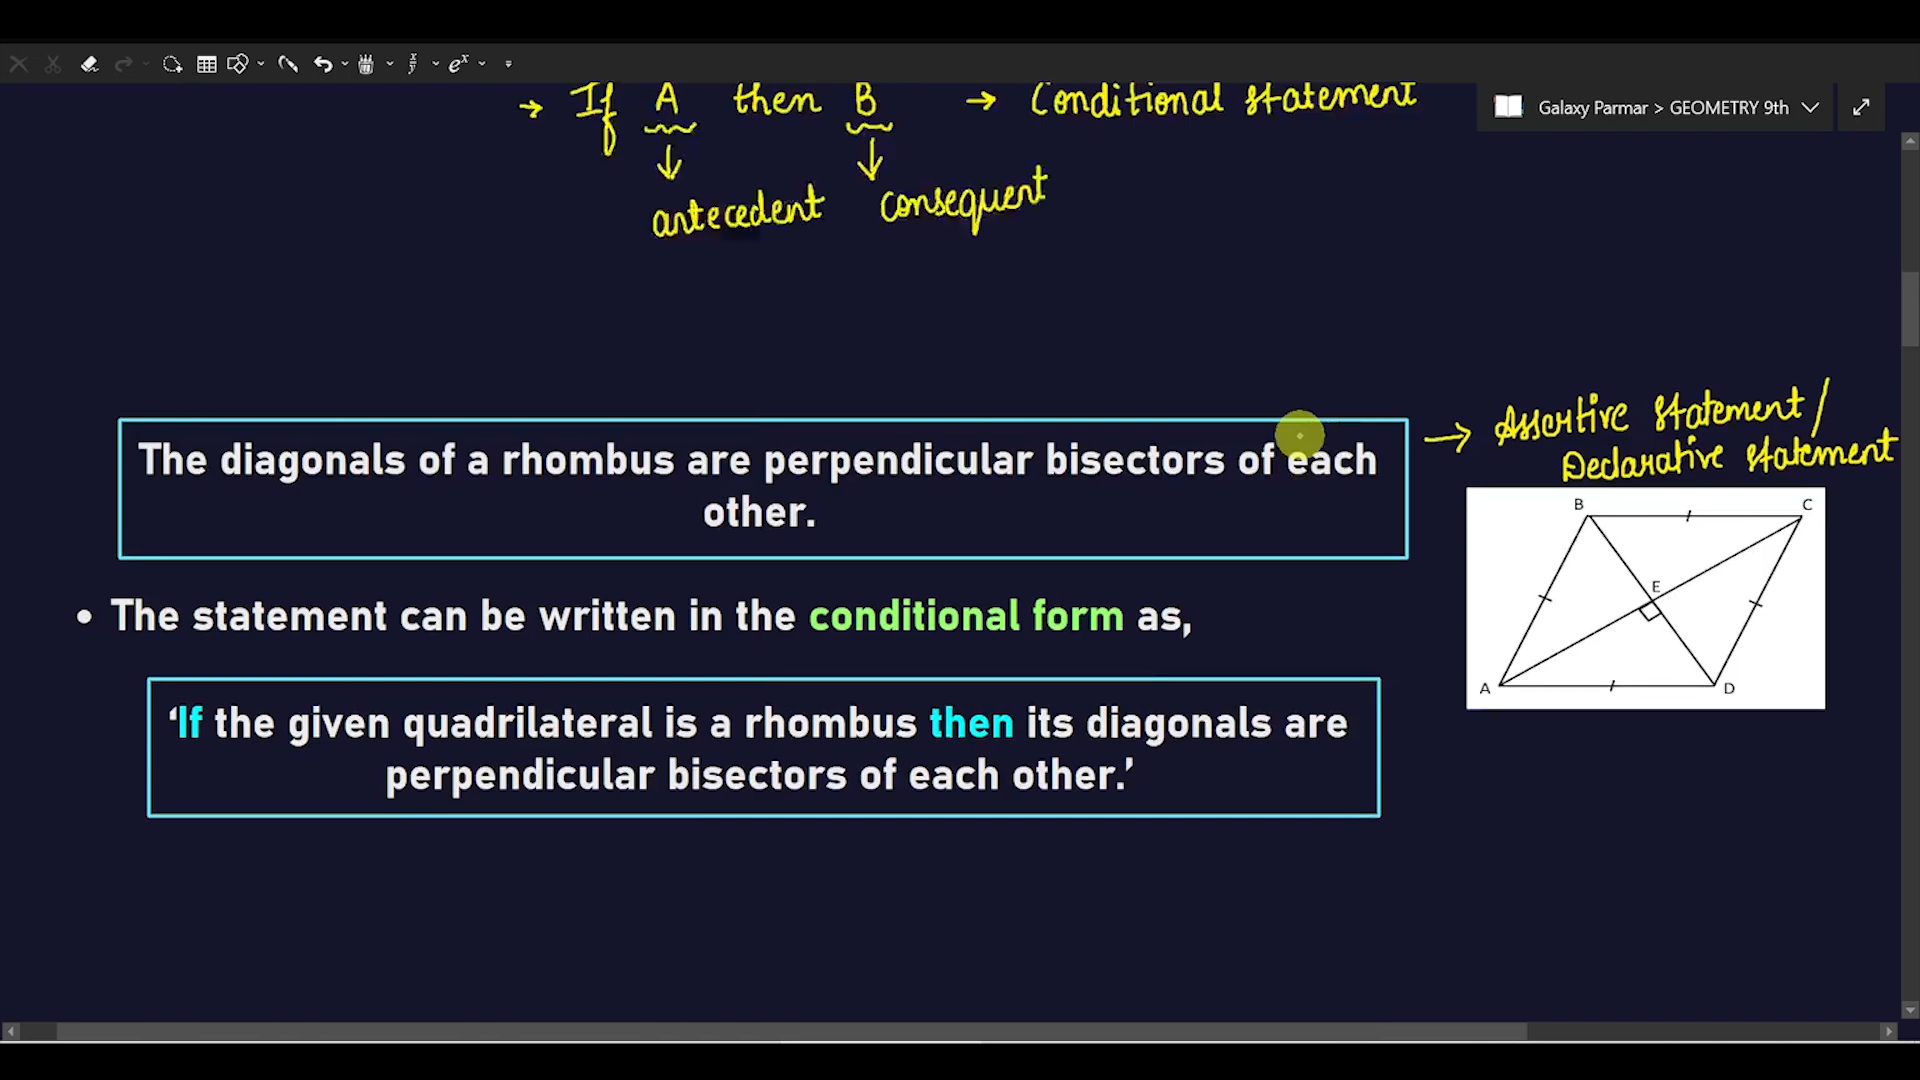 → If A then B → Conditional statement
Galaxy Parmar > GEOMETRY 9th
antecedent consequent
→ Assertive statement/
Declarative statement
The diagonals of a rhombus are perpendicular bisectors of each
other.
B C
E
A D
• The statement can be written in the conditional form as,
‘If the given quadrilateral is a rhombus then its diagonals are
perpendicular bisectors of each other.’